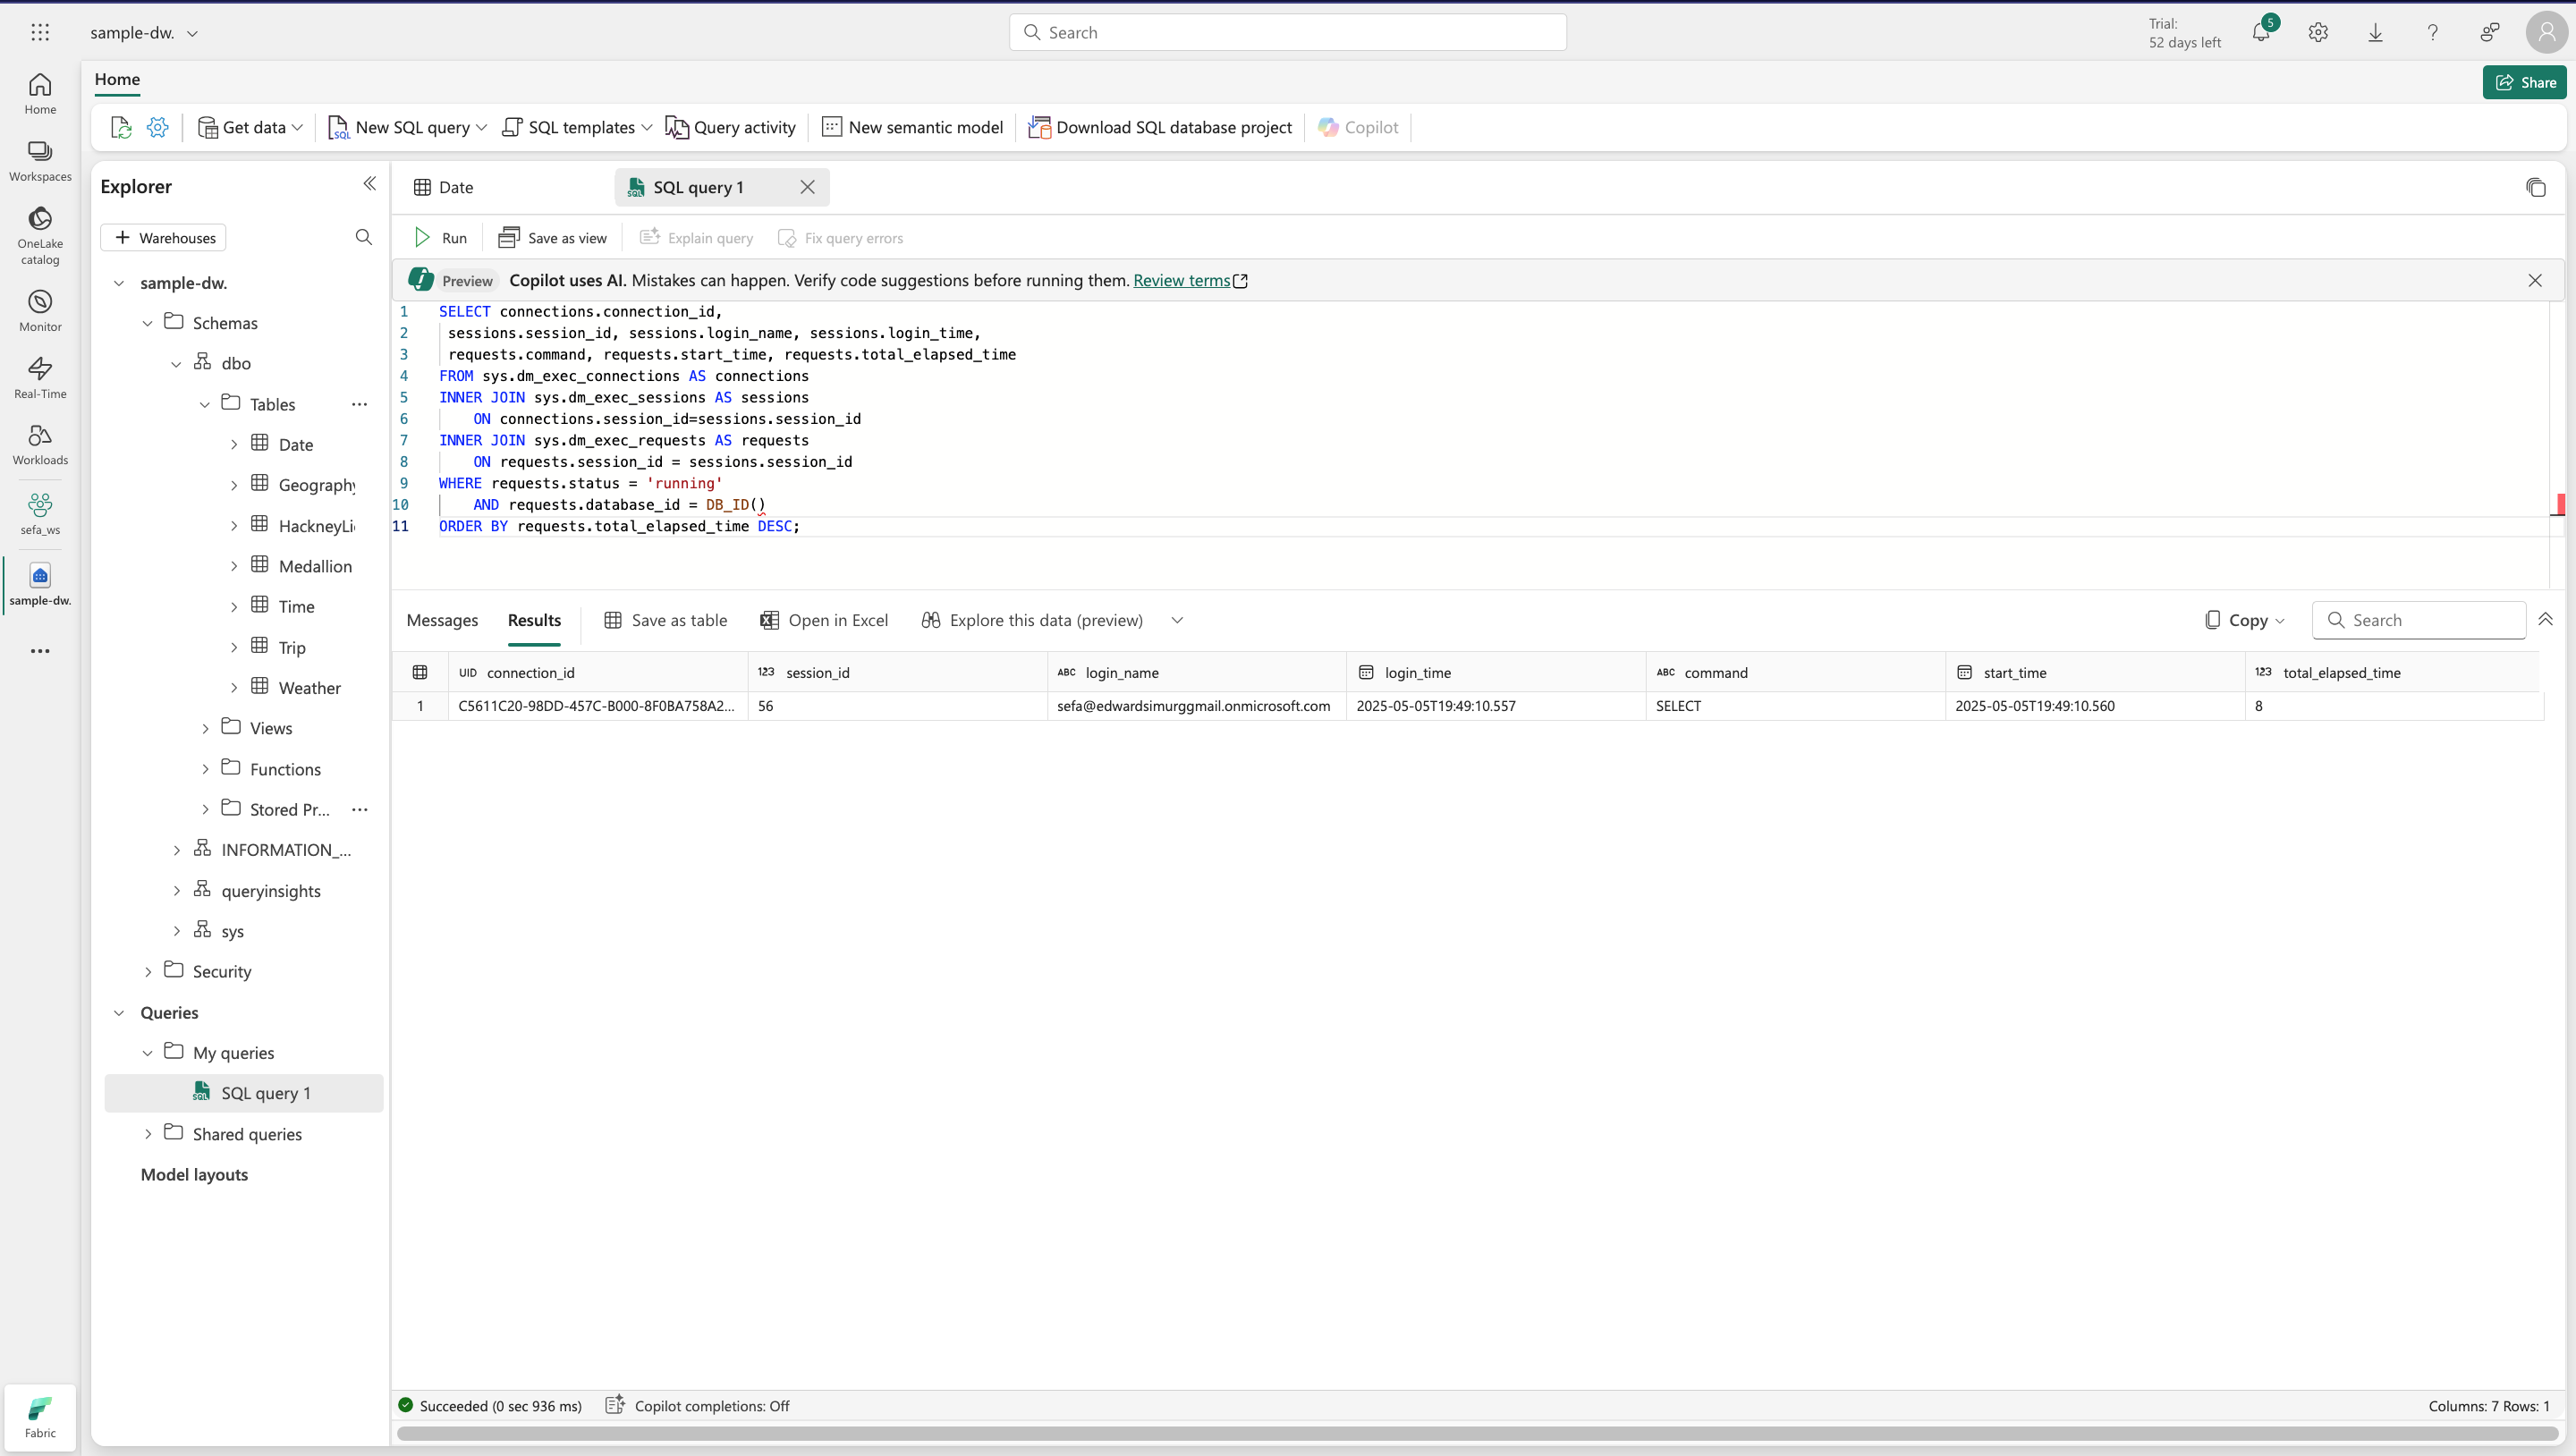 sample-dw.
Search
Trial:
52 days left
5
Home
Share
Get data
New SQL query
SQL templates
Query activity
New semantic model
Download SQL database project
Copilot
Home
Workspaces
OneLake
catalog
Monitor
Real-Time
Workloads
sefa_ws
sample-dw.
Fabric
Explorer
Warehouses
sample-dw.
Schemas
dbo
Tables
Date
Geography
HackneyLi
Medallion
Time
Trip
Weather
Views
Functions
Stored Pr...
INFORMATION_...
queryinsights
sys
Security
Queries
My queries
SQL query 1
Shared queries
Model layouts
Date
SQL query 1
Run
Save as view
Explain query
Fix query errors
Preview Copilot uses AI. Mistakes can happen. Verify code suggestions before running them. Review terms
1 SELECT connections.connection_id,
2 sessions.session_id, sessions.login_name, sessions.login_time,
3 requests.command, requests.start_time, requests.total_elapsed_time
4 FROM sys.dm_exec_connections AS connections
5 INNER JOIN sys.dm_exec_sessions AS sessions
6 ON connections.session_id=sessions.session_id
7 INNER JOIN sys.dm_exec_requests AS requests
8 ON requests.session_id = sessions.session_id
9 WHERE requests.status = 'running'
10 AND requests.database_id = DB_ID()
11 ORDER BY requests.total_elapsed_time DESC;
Messages
Results
Save as table
Open in Excel
Explore this data (preview)
Copy
Search
UID connection_id 123 session_id ABC login_name login_time ABC command start_time 123 total_elapsed_time
1 C5611C20-98DD-457C-B000-8F0BA758A2... 56 sefa@edwardsimurggmail.onmicrosoft.com 2025-05-05T19:49:10.557 SELECT 2025-05-05T19:49:10.560 8
Succeeded (0 sec 936 ms)
Copilot completions: Off
Columns: 7 Rows: 1